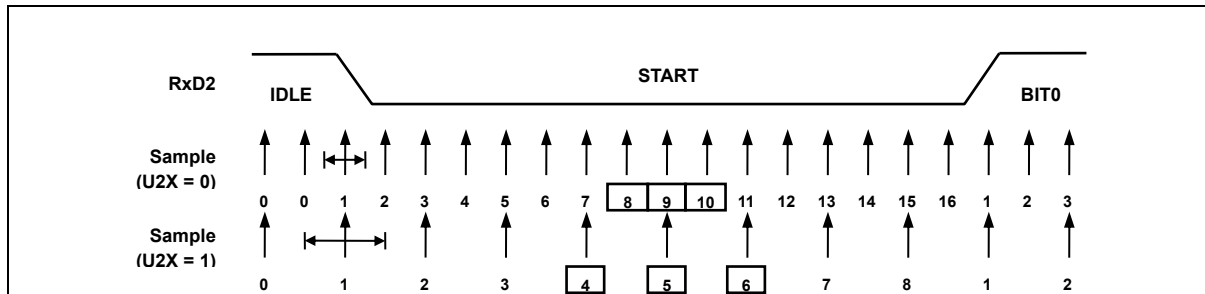 RxD2
IDLE
START
BIT0
Sample
(U2X = 0)
0 0 1 2 3 4 5 6 7 8 9 10 11 12 13 14 15 16 1 2 3
Sample
(U2X = 1)
0 1 2 3 4 5 6 7 8 1 2